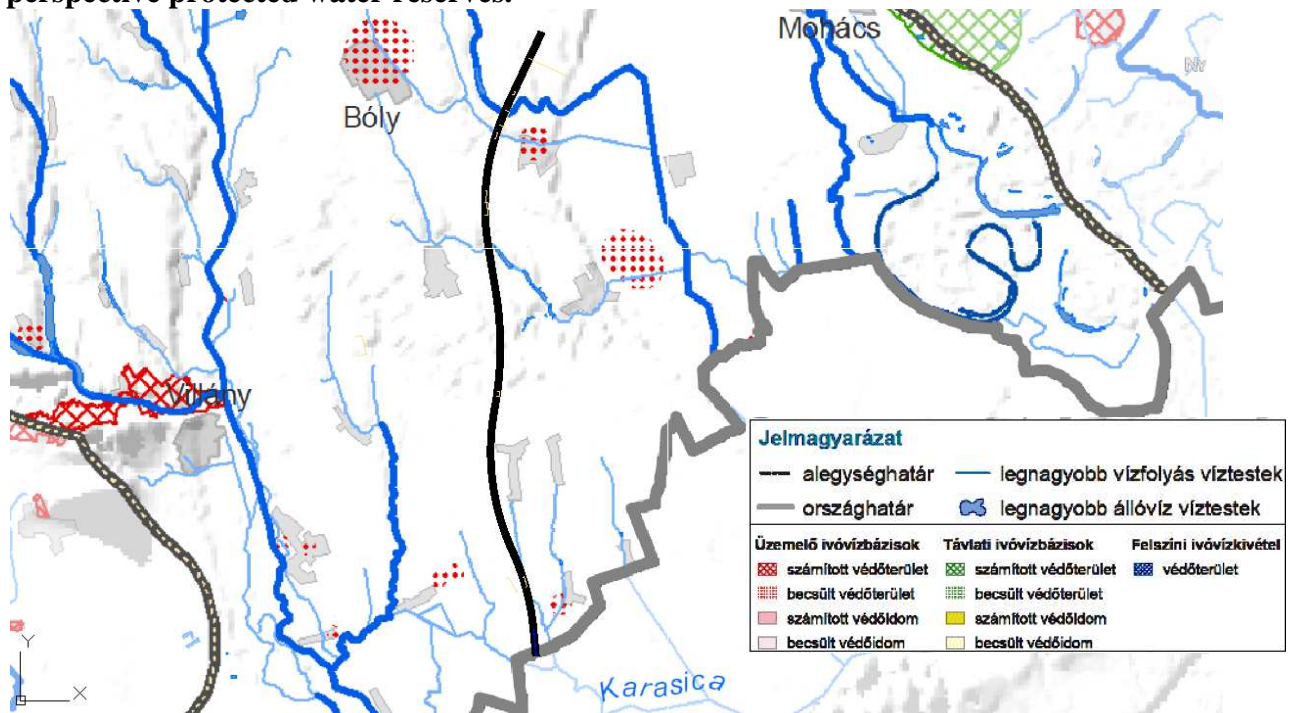 perspective protected water reserves.
Mohács
Ny
Bóly
Villány
Karasica
Y
X
Jelmagyarázat
alegységhatár
legnagyobb vízfolyás víztestek
országhatár
legnagyobb állóvíz víztestek
Üzemelő ivóvízbázisok
Távlati ivóvízbázisok
Felszíni ivóvízkivétel
számított védőterület
számított védőterület
védőterület
becsült védőterület
becsült védőterület
számított védőidom
számított védőidom
becsült védőidom
becsült védőidom